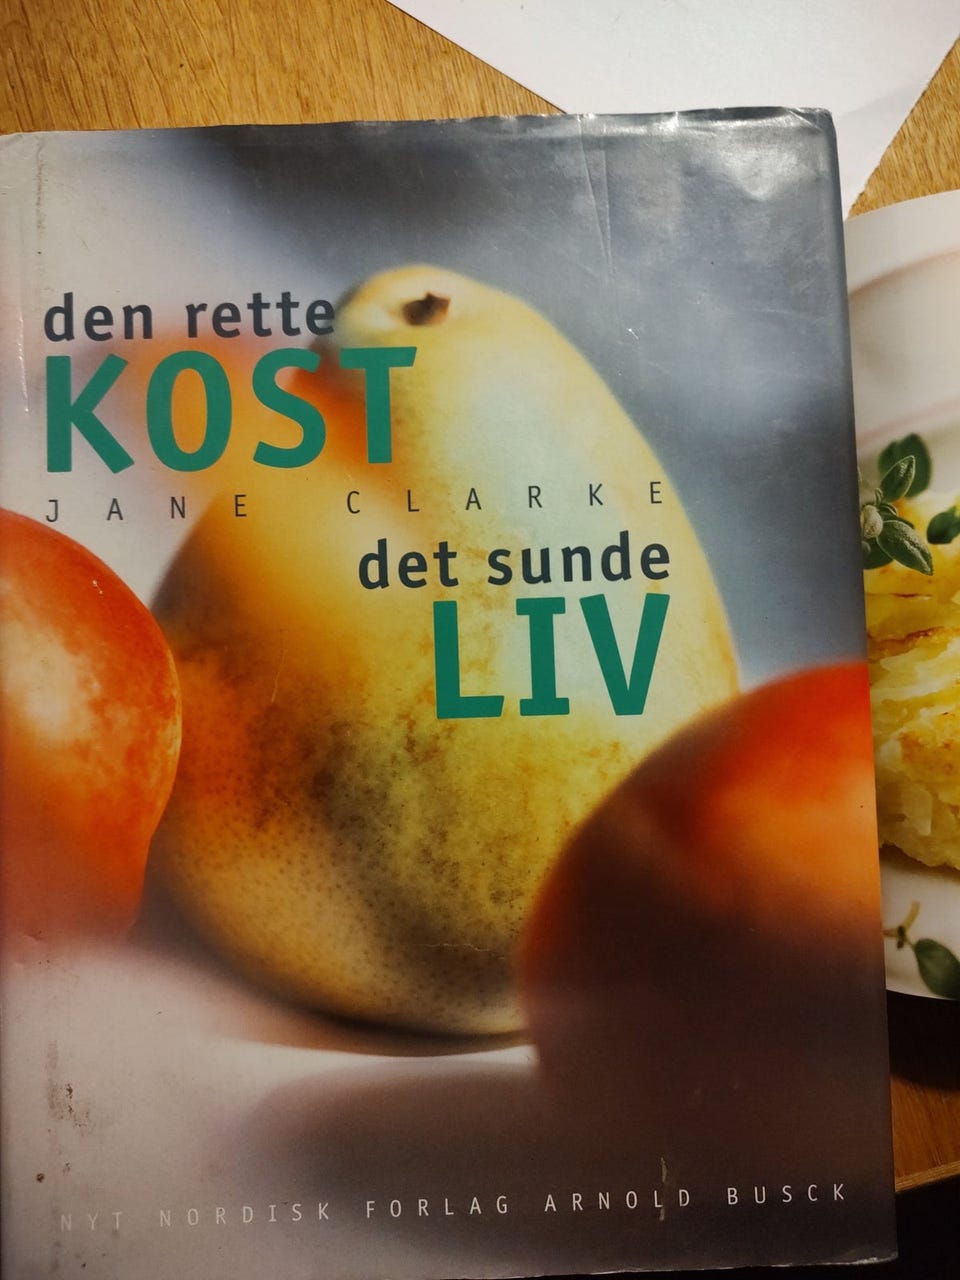 den rette
KOST
JANE CLARKE
det sunde
LIV
NYT NORDISK FORLAG ARNOLD BUSCK